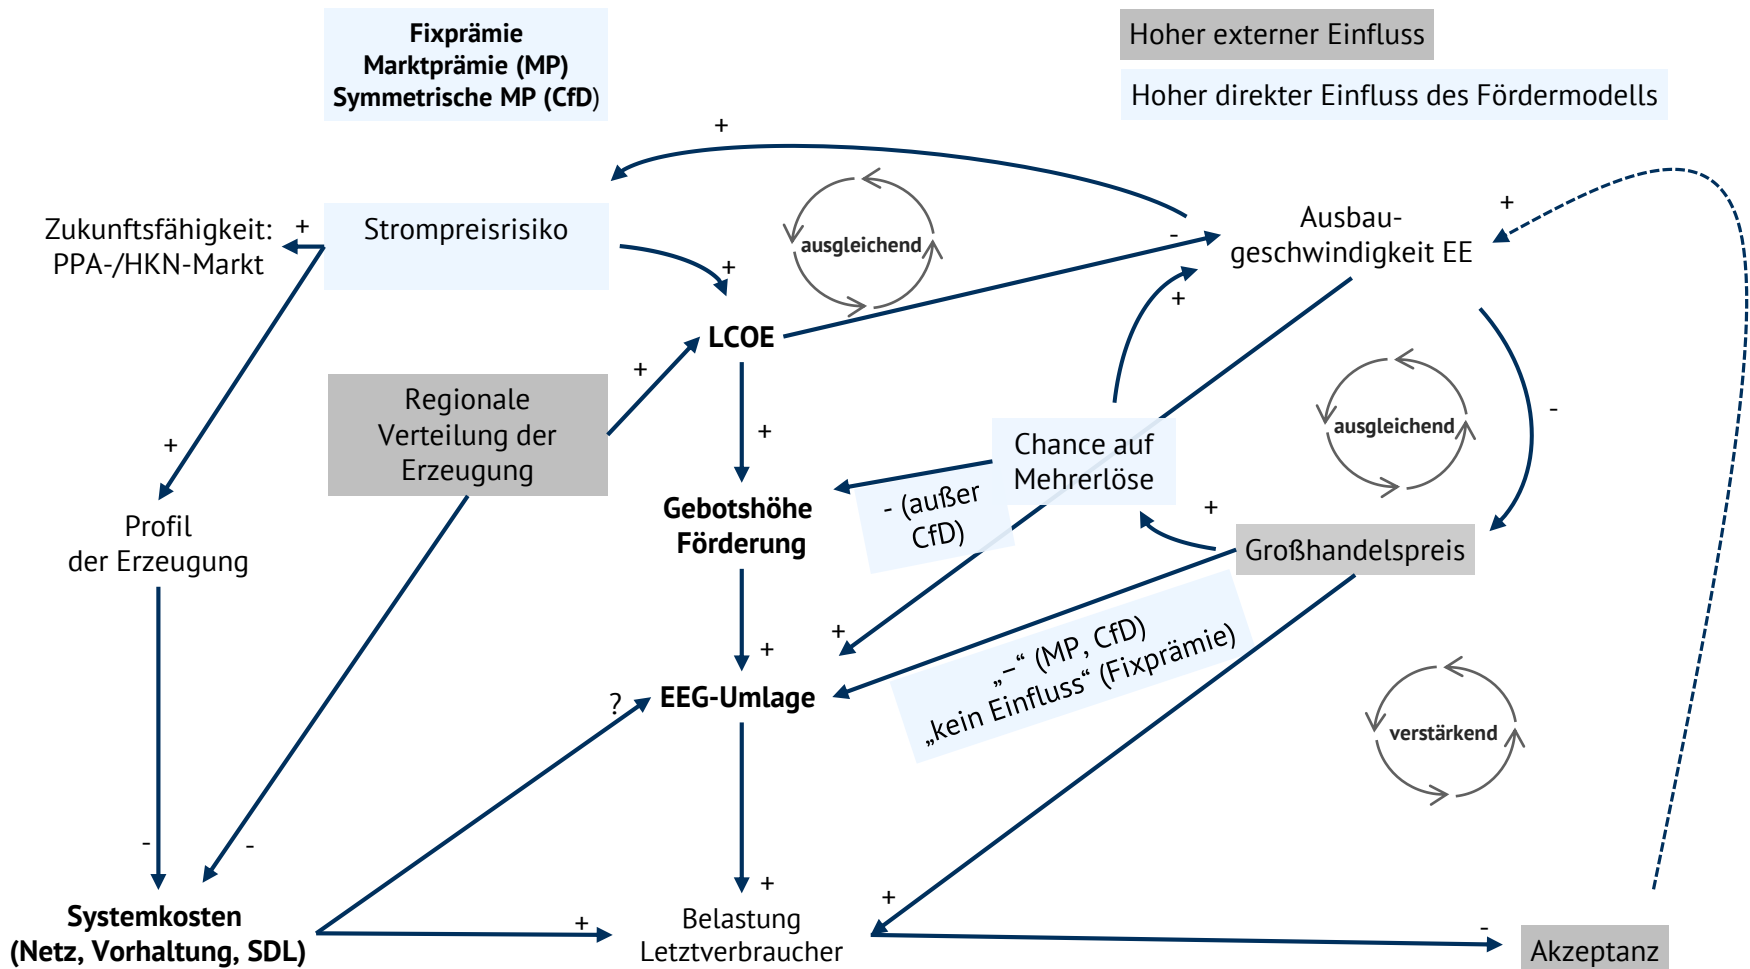 Fixprämie
Marktprämie (MP)
Symmetrische MP (CfD)
Hoher externer Einfluss
Hoher direkter Einfluss des Fördermodells
+
+
Zukunftsfähigkeit:
PPA-/HKN-Markt
+
Strompreisrisiko
+
ausgleichend
-
Ausbau-
geschwindigkeit EE
+
LCOE
+
Regionale
Verteilung der
Erzeugung
+
+
ausgleichend
-
Chance auf
Mehrerlöse
+
- (außer
CfD)
+
Großhandelspreis
Gebotshöhe
Förderung
Profil
der Erzeugung
+
+
„–“ (MP, CfD)
„kein Einfluss“ (Fixprämie)
?
EEG-Umlage
verstärkend
-
-
+
+
+
-
Systemkosten
(Netz, Vorhaltung, SDL)
Belastung
Letztverbraucher
Akzeptanz